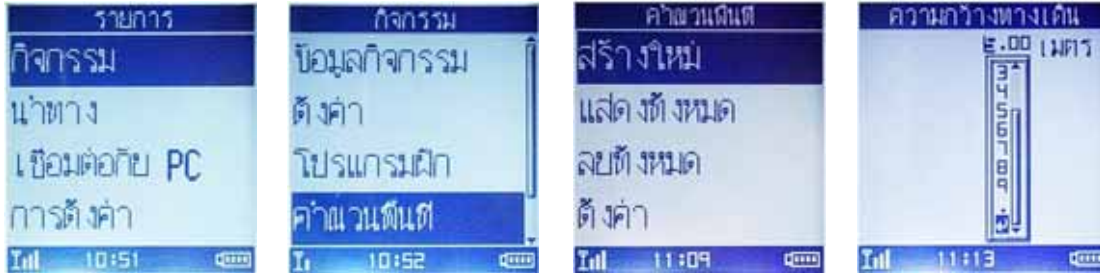 รายการ
กิจกรรม
นำทาง
เชื่อมต่อกับ PC
การตั้งค่า
10:51
กิจกรรม
ข้อมูลกิจกรรม
ตั้งค่า
โปรแกรมฝึก
คำนวนพื้นที่
10:52
คำนวนพื้นที่
สร้างใหม่
แสดงทั้งหมด
ลบทั้งหมด
ตั้งค่า
11:09
ความกว้างทางเดิน
2.00 เมตร
3
4
5
6
7
8
9
.
11:13